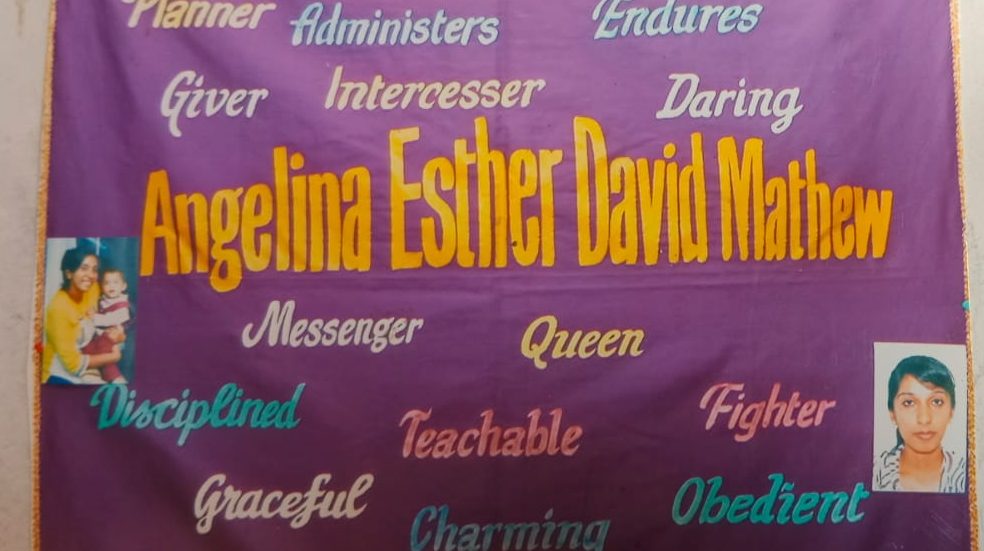 Planner Administers Endures
Giver Intercesser Daring
Angelina Esther David Mathew
Messenger Queen
Disciplined Teachable Fighter
Graceful Charming Obedient